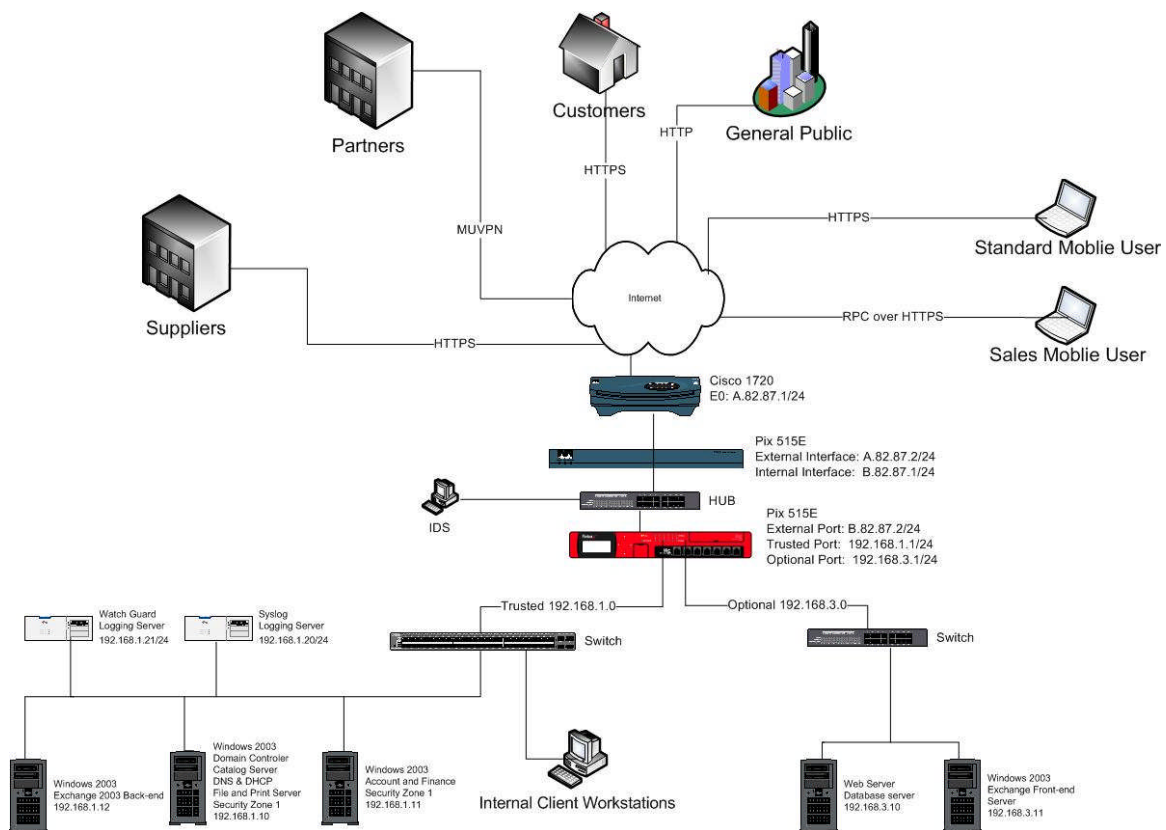 Partners
Customers
General Public
HTTP
HTTPS
MUVPN
HTTPS
Standard Moblie User
Suppliers
Internet
RPC over HTTPS
Sales Moblie User
HTTPS
Cisco 1720
E0: A.82.87.1/24
Pix 515E
External Interface: A.82.87.2/24
Internal Interface: B.82.87.1/24
HUB
IDS
Pix 515E
External Port: B.82.87.2/24
Trusted Port: 192.168.1.1/24
Optional Port: 192.168.3.1/24
Watch Guard
Logging Server
192.168.1.21/24
Syslog
Logging Server
192.168.1.20/24
Trusted 192.168.1.0
Optional 192.168.3.0
Switch
Switch
Windows 2003
Exchange 2003 Back-end
192.168.1.12
Windows 2003
Domain Controler
Catalog Server
DNS & DHCP
File and Print Server
Security Zone 1
192.168.1.10
Windows 2003
Account and Finance
Security Zone 1
192.168.1.11
Internal Client Workstations
Web Server
Database server
192.168.3.10
Windows 2003
Exchange Front-end
Server
192.168.3.11